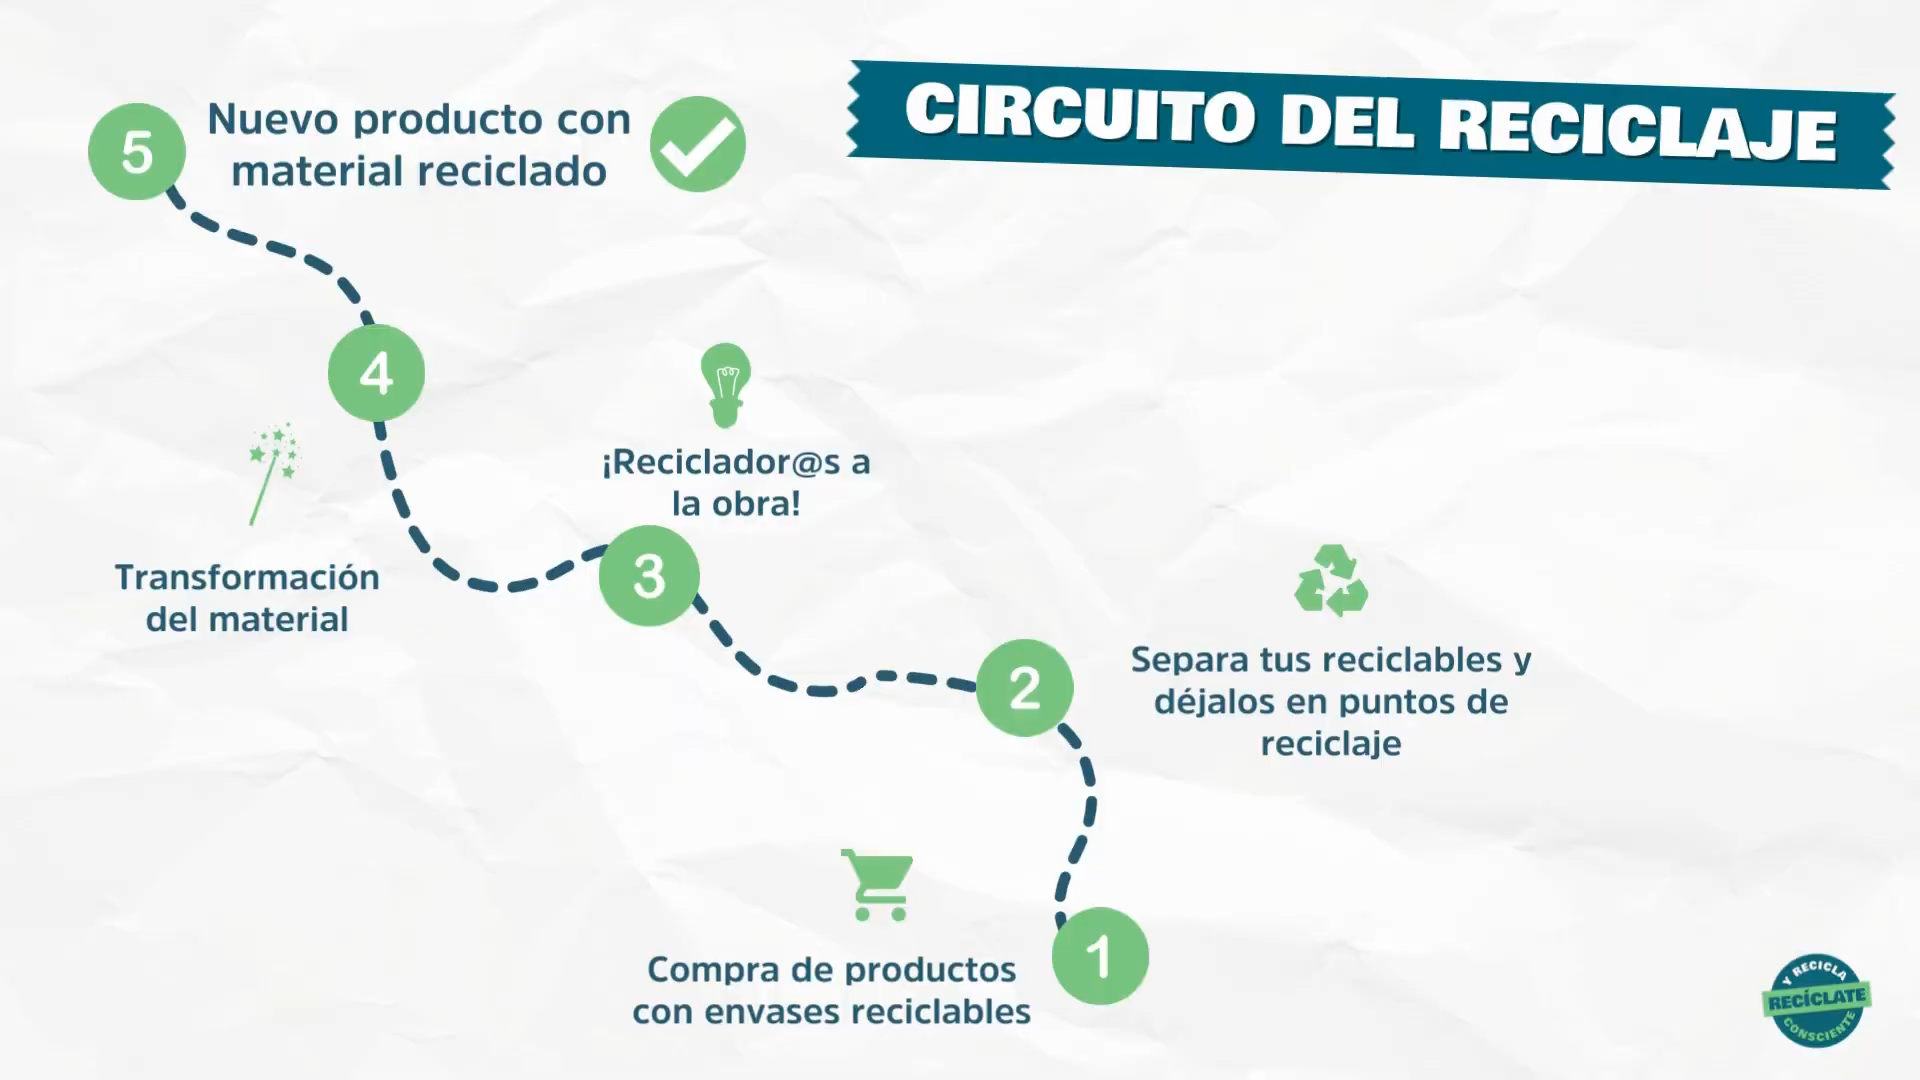 CIRCUITO DEL RECICLAJE
5
Nuevo producto con
material reciclado
4
Transformación
del material
¡Reciclador@s a
la obra!
3
2
Separa tus reciclables y
déjalos en puntos de
reciclaje
Compra de productos
con envases reciclables
1
Y RECICLA
RECÍCLATE
CONSCIENTE